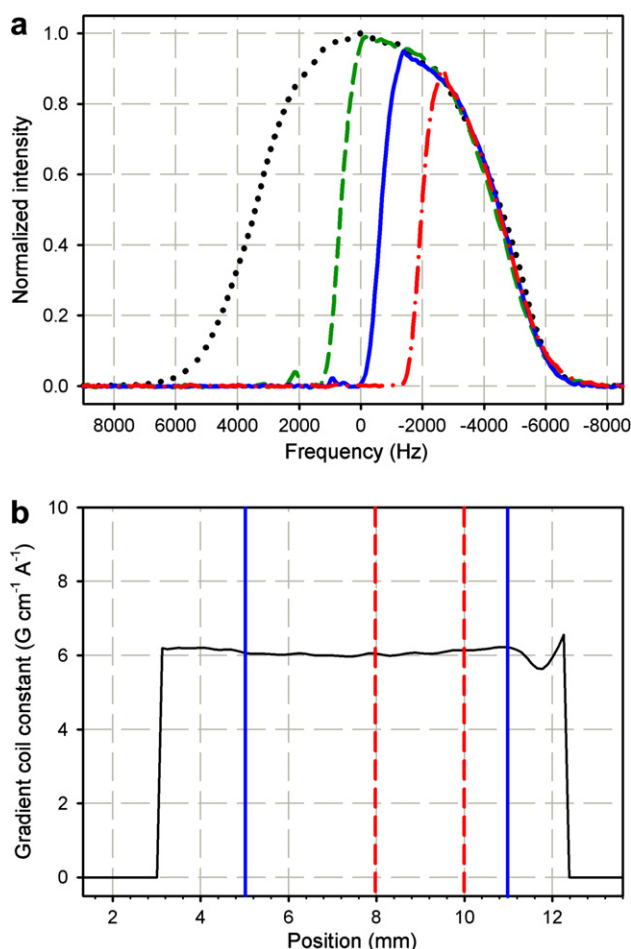 a
1.0
0.8
0.6
0.4
0.2
0.0
Normalized intensity
8000 6000 4000 2000 0 -2000 -4000 -6000 -8000
Frequency (Hz)
b
10
8
6
4
2
0
Gradient coil constant (G cm⁻¹ A⁻¹)
2 4 6 8 10 12
Position (mm)